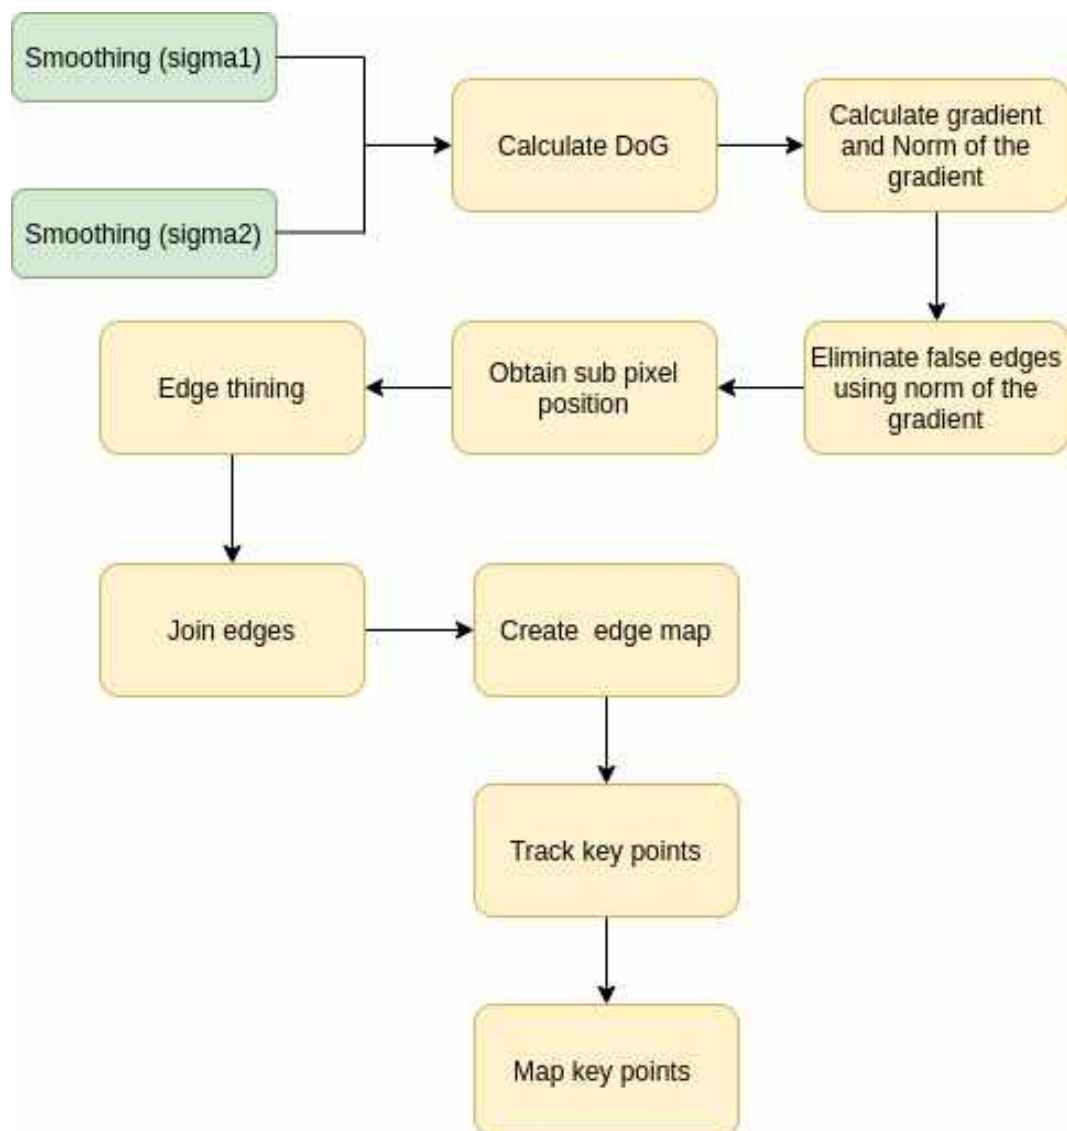 Smoothing (sigma1)
Smoothing (sigma2)
Calculate DoG
Calculate gradient
and Norm of the
gradient
Eliminate false edges
using norm of the
gradient
Obtain sub pixel
position
Edge thining
Join edges
Create edge map
Track key points
Map key points